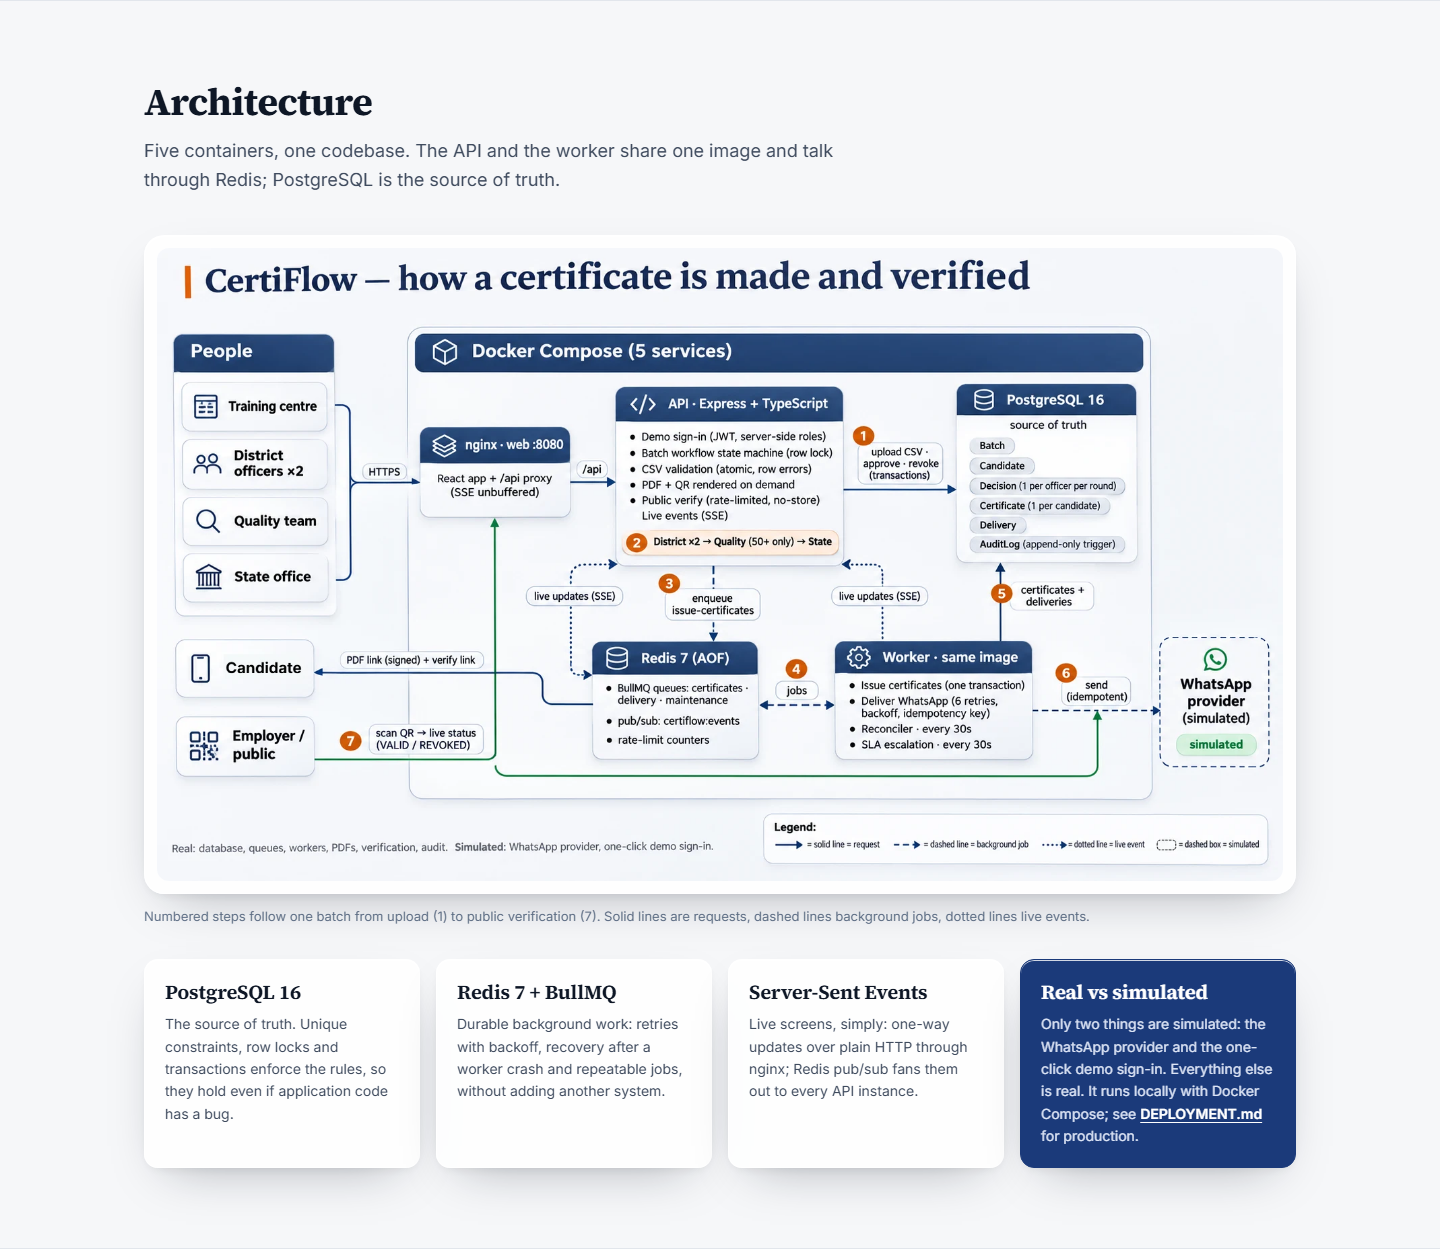 Architecture
Five containers, one codebase. The API and the worker share one image and talk
through Redis; PostgreSQL is the source of truth.
CertiFlow — how a certificate is made and verified
People
Training centre
District
officers ×2
Quality team
State office
Candidate
Employer /
public
HTTPS
Docker Compose (5 services)
nginx · web :8080
React app + /api proxy
(SSE unbuffered)
/api
API · Express + TypeScript
• Demo sign-in (JWT, server-side roles)
• Batch workflow state machine (row lock)
• CSV validation (atomic, row errors)
• PDF + QR rendered on demand
• Public verify (rate-limited, no-store)
Live events (SSE)
2 District ×2 → Quality (50+ only) → State
1
upload CSV ·
approve · revoke
(transactions)
PostgreSQL 16
source of truth
Batch
Candidate
Decision (1 per officer per round)
Certificate (1 per candidate)
Delivery
AuditLog (append-only trigger)
live updates (SSE)
3
enqueue
issue-certificates
live updates (SSE)
5
certificates +
deliveries
PDF link (signed) + verify link
7
scan QR → live status
(VALID / REVOKED)
Redis 7 (AOF)
• BullMQ queues: certificates ·
delivery · maintenance
• pub/sub: certiflow:events
• rate-limit counters
4
jobs
Worker · same image
• Issue certificates (one transaction)
• Deliver WhatsApp (6 retries,
backoff, idempotency key)
• Reconciler · every 30s
• SLA escalation · every 30s
6
send
(idempotent)
WhatsApp
provider
(simulated)
simulated
Real: database, queues, workers, PDFs, verification, audit. Simulated: WhatsApp provider, one-click demo sign-in.
Legend:
= solid line = request
= dashed line = background job
= dotted line = live event
= dashed box = simulated
Numbered steps follow one batch from upload (1) to public verification (7). Solid lines are requests, dashed lines background jobs, dotted lines live events.
PostgreSQL 16
The source of truth. Unique
constraints, row locks and
transactions enforce the rules, so
they hold even if application code
has a bug.
Redis 7 + BullMQ
Durable background work: retries
with backoff, recovery after a
worker crash and repeatable jobs,
without adding another system.
Server-Sent Events
Live screens, simply: one-way
updates over plain HTTP through
nginx; Redis pub/sub fans them
out to every API instance.
Real vs simulated
Only two things are simulated: the
WhatsApp provider and the one-
click demo sign-in. Everything else
is real. It runs locally with Docker
Compose; see DEPLOYMENT.md
for production.